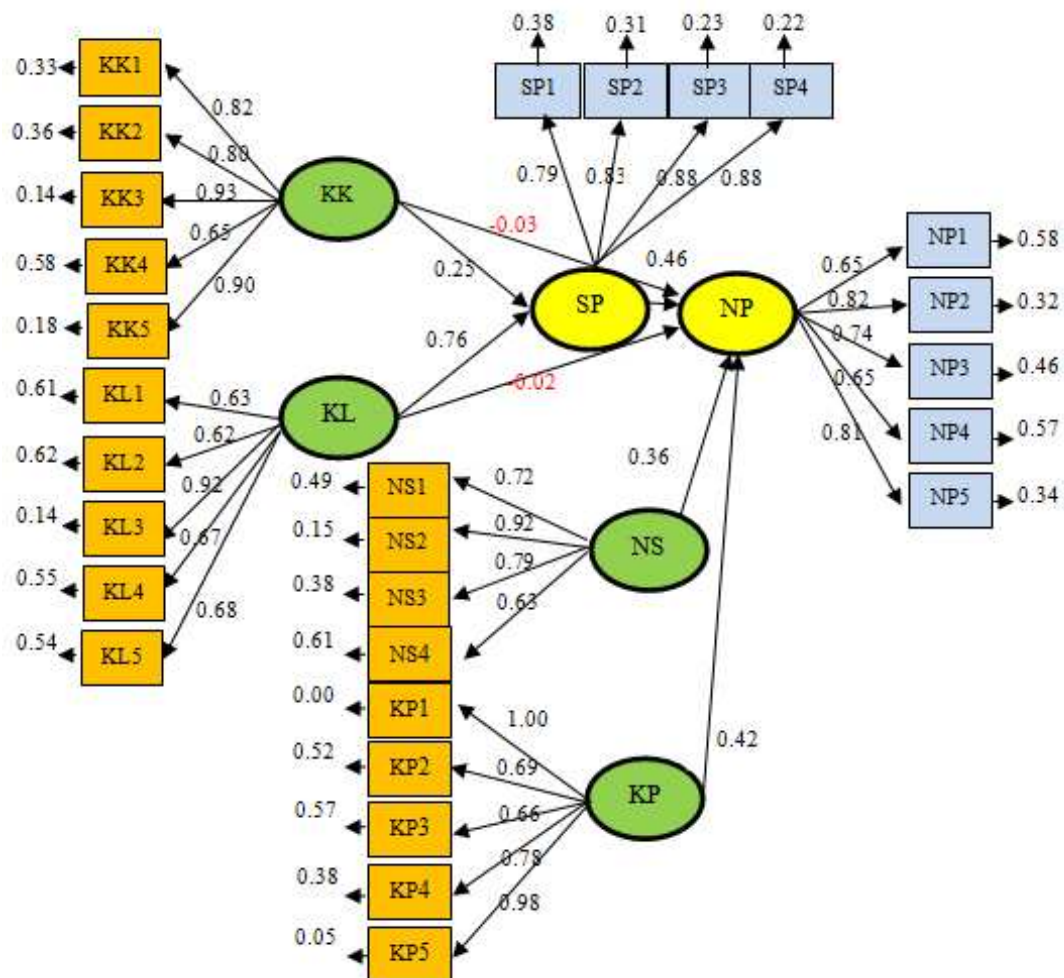 0.38
0.31
0.23
0.22
SP1
SP2
SP3
SP4
0.79
0.83
0.88
0.88
0.33
KK1
0.82
0.36
KK2
0.80
0.14
KK3
0.93
0.58
KK4
0.65
0.18
KK5
0.90
KK
-0.03
0.25
0.46
SP
NP
0.76
-0.02
0.61
KL1
0.63
0.62
KL2
0.62
0.14
KL3
0.92
0.55
KL4
0.67
0.54
KL5
0.68
KL
0.65
NP1
0.58
0.82
NP2
0.32
0.74
NP3
0.46
0.65
NP4
0.57
0.81
NP5
0.34
0.49
NS1
0.72
0.15
NS2
0.92
0.38
NS3
0.79
0.61
NS4
0.63
NS
0.36
0.00
KP1
1.00
0.52
KP2
0.69
0.57
KP3
0.66
0.38
KP4
0.78
0.05
KP5
0.98
KP
0.42